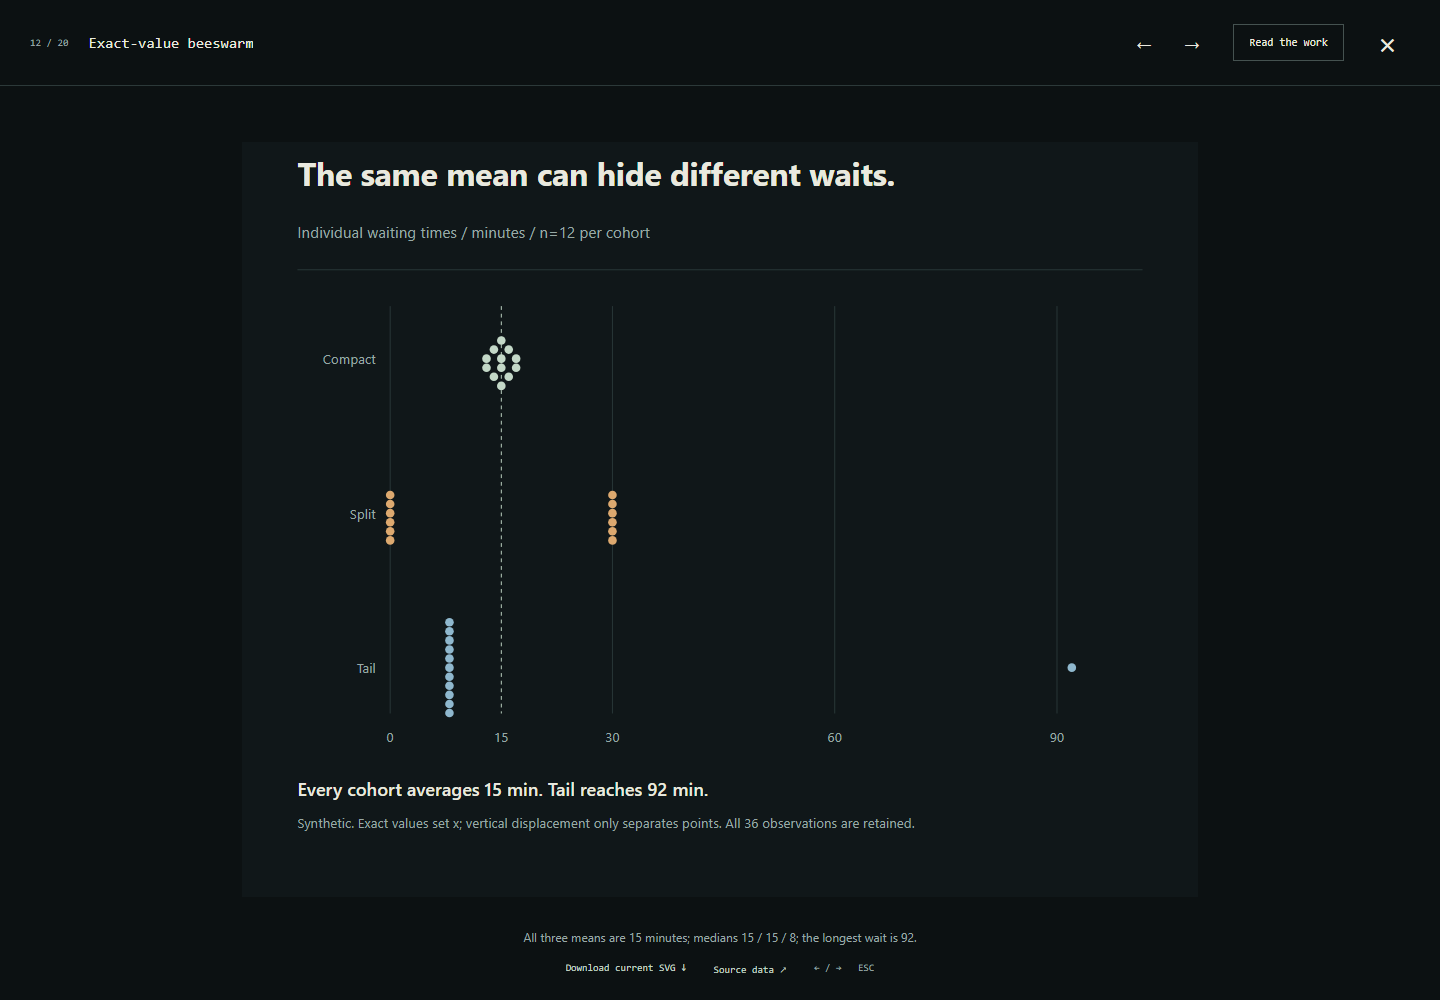 12 / 20 Exact-value beeswarm ← → Read the work ✕
The same mean can hide different waits.
Individual waiting times / minutes / n=12 per cohort
Compact
Split
Tail
0 15 30 60 90
Every cohort averages 15 min. Tail reaches 92 min.
Synthetic. Exact values set x; vertical displacement only separates points. All 36 observations are retained.
All three means are 15 minutes; medians 15 / 15 / 8; the longest wait is 92.
Download current SVG ↓ Source data ↗ ← / → ESC